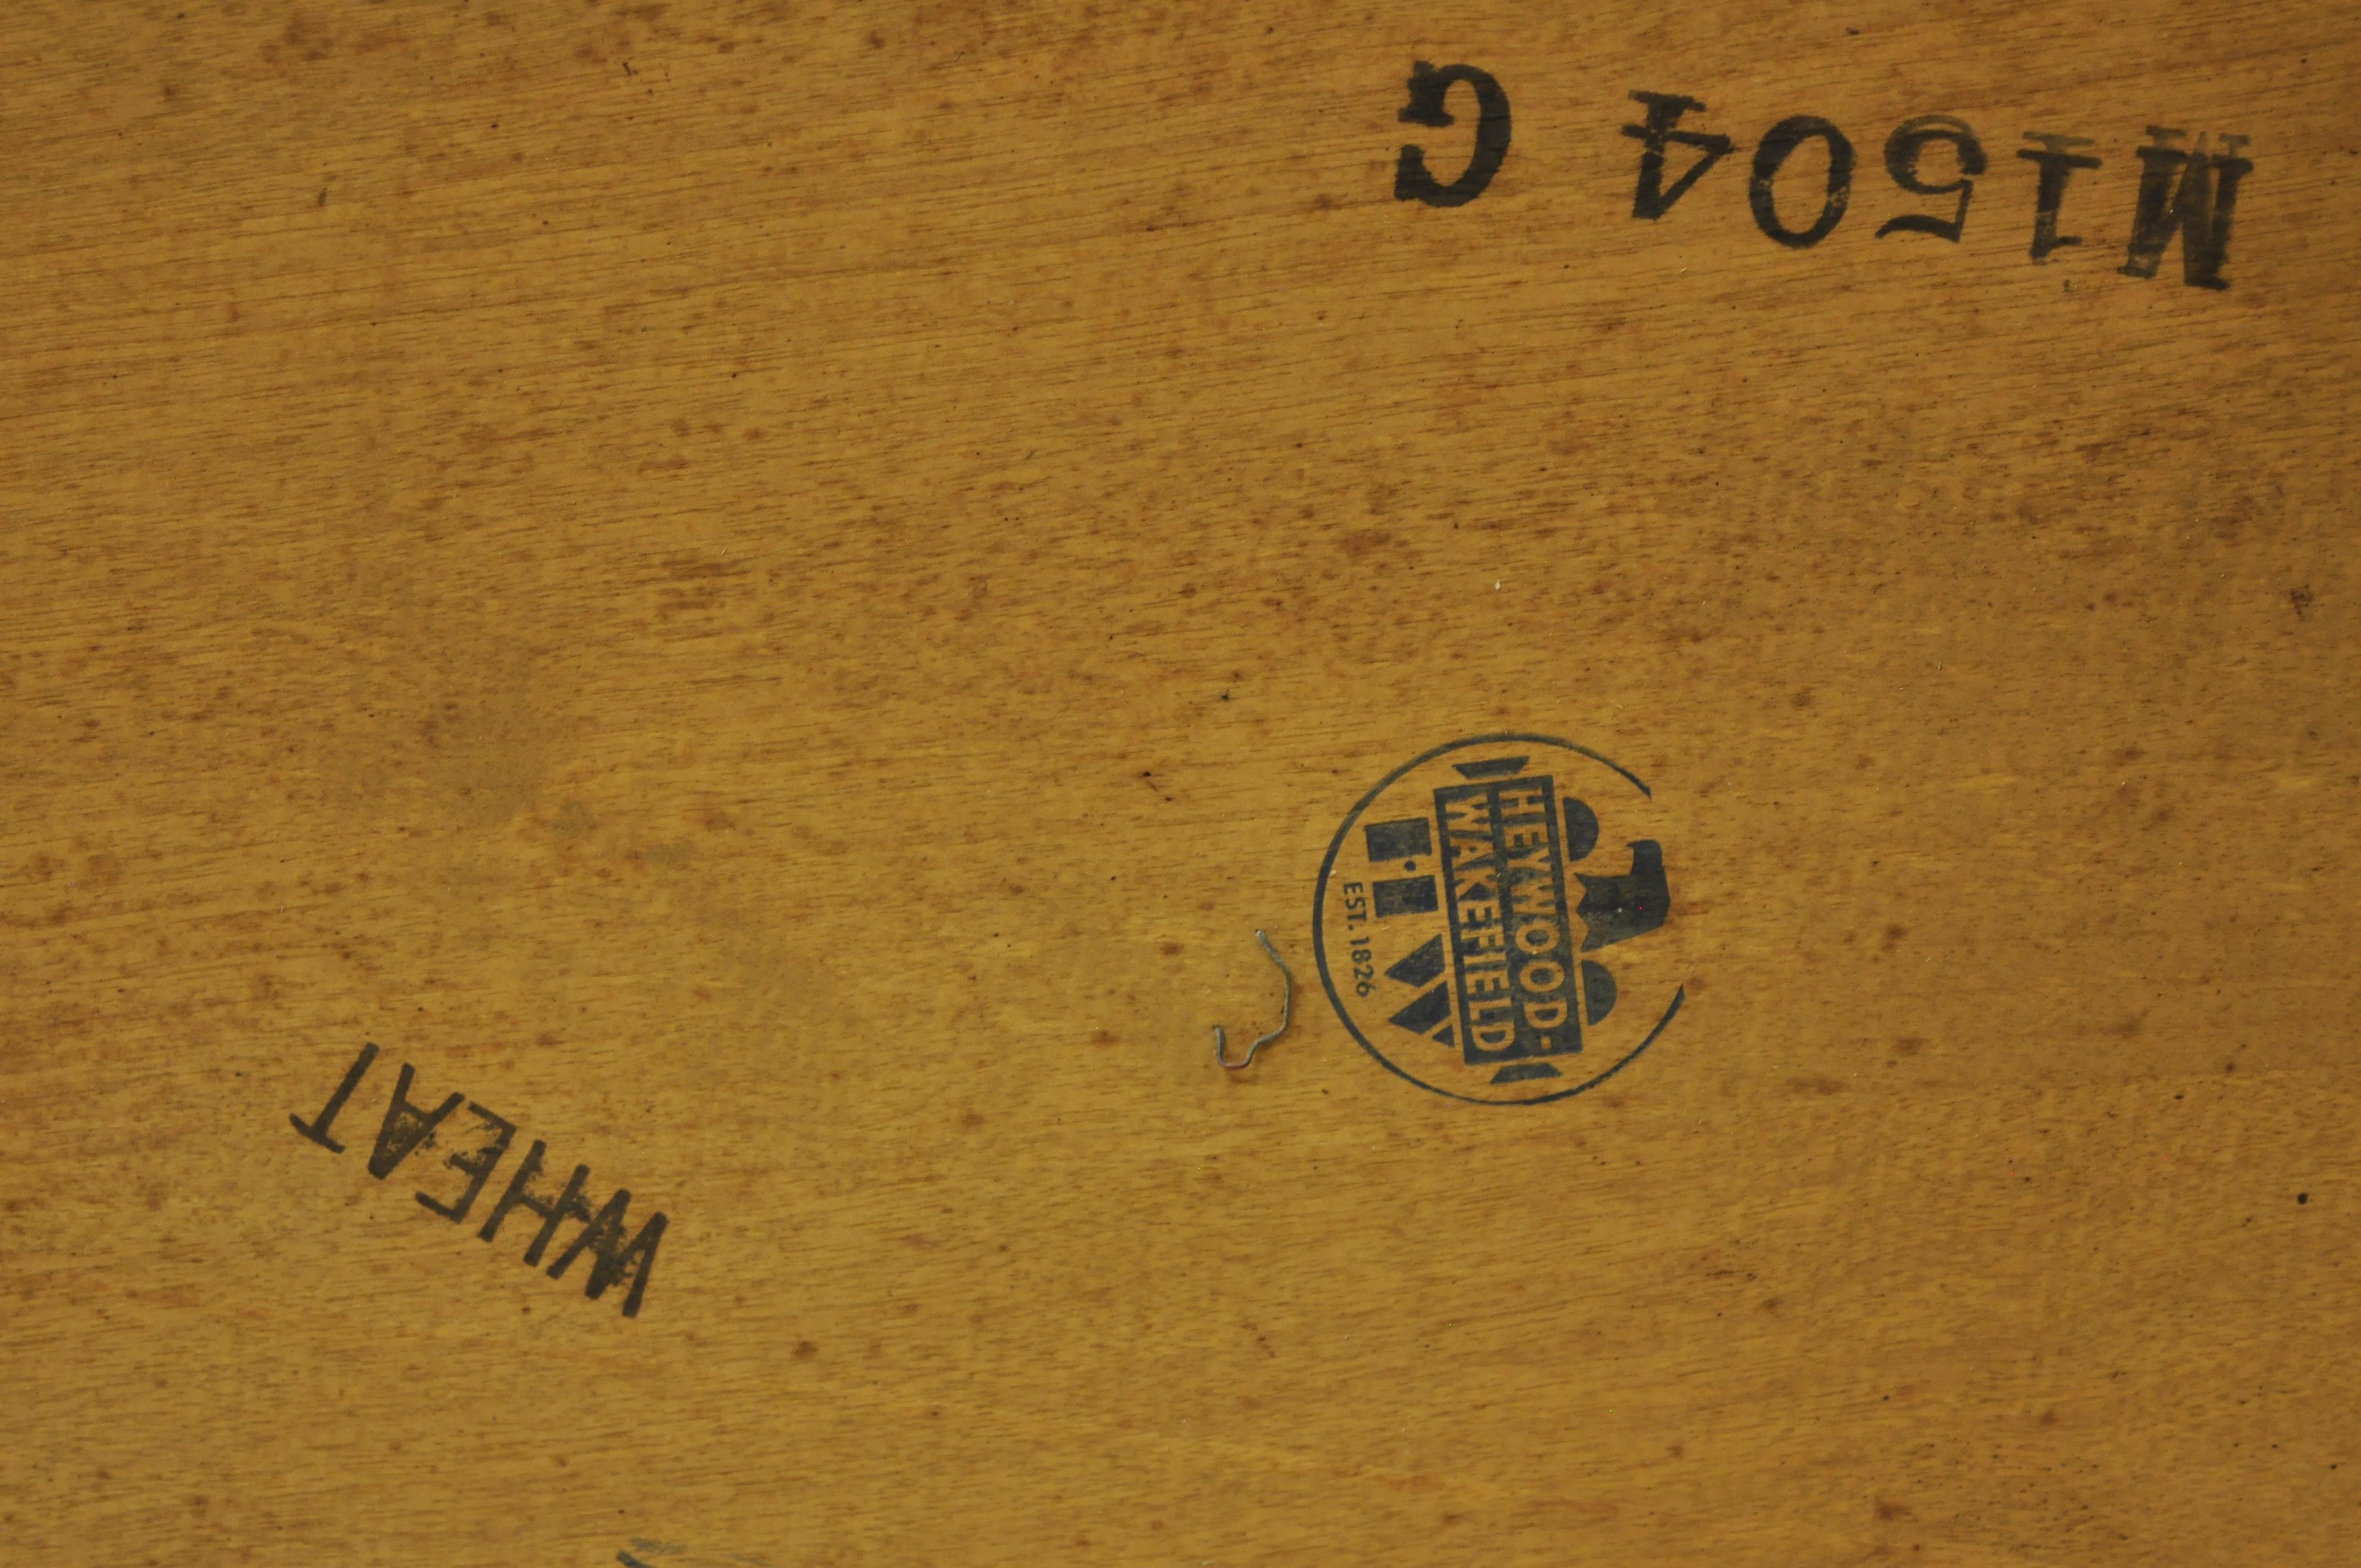 M1504 G
HEYWOOD-
WAKEFIELD
H·W
EST. 1826
WHEAT